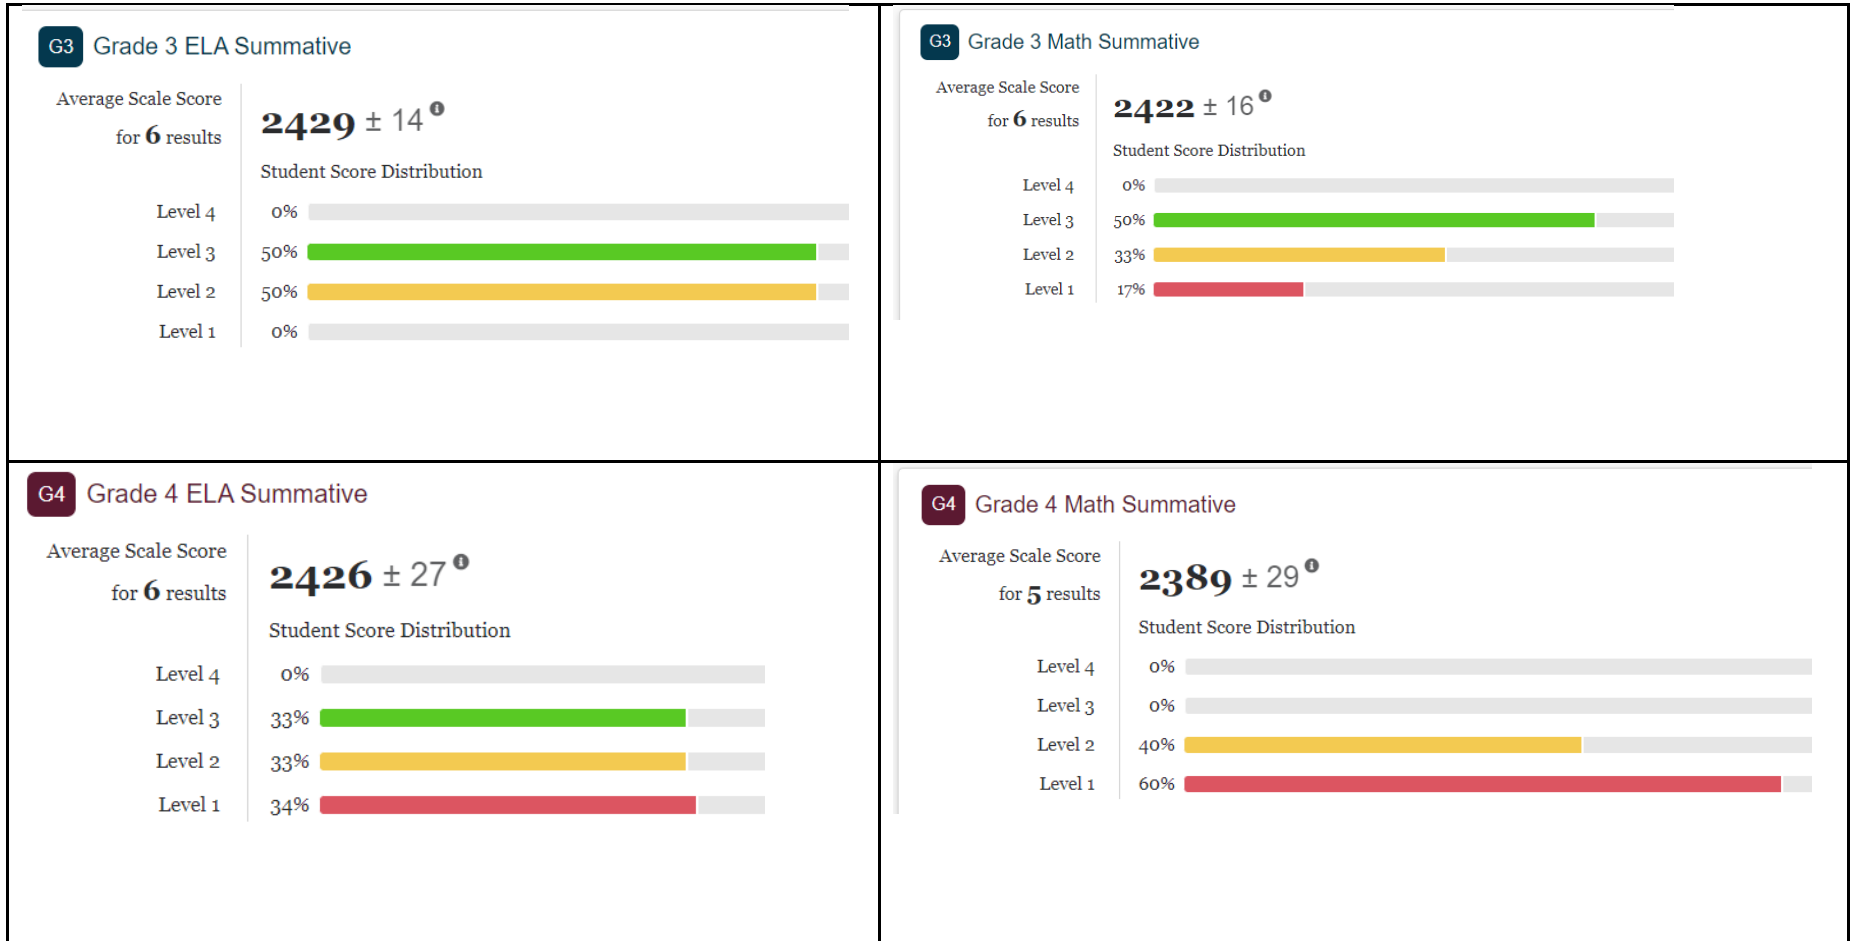 G3 Grade 3 ELA Summative
Average Scale Score
for 6 results
2429 ± 14
Student Score Distribution
Level 4 0%
Level 3 50%
Level 2 50%
Level 1 0%
G3 Grade 3 Math Summative
Average Scale Score
for 6 results
2422 ± 16
Student Score Distribution
Level 4 0%
Level 3 50%
Level 2 33%
Level 1 17%
G4 Grade 4 ELA Summative
Average Scale Score
for 6 results
2426 ± 27
Student Score Distribution
Level 4 0%
Level 3 33%
Level 2 33%
Level 1 34%
G4 Grade 4 Math Summative
Average Scale Score
for 5 results
2389 ± 29
Student Score Distribution
Level 4 0%
Level 3 0%
Level 2 40%
Level 1 60%